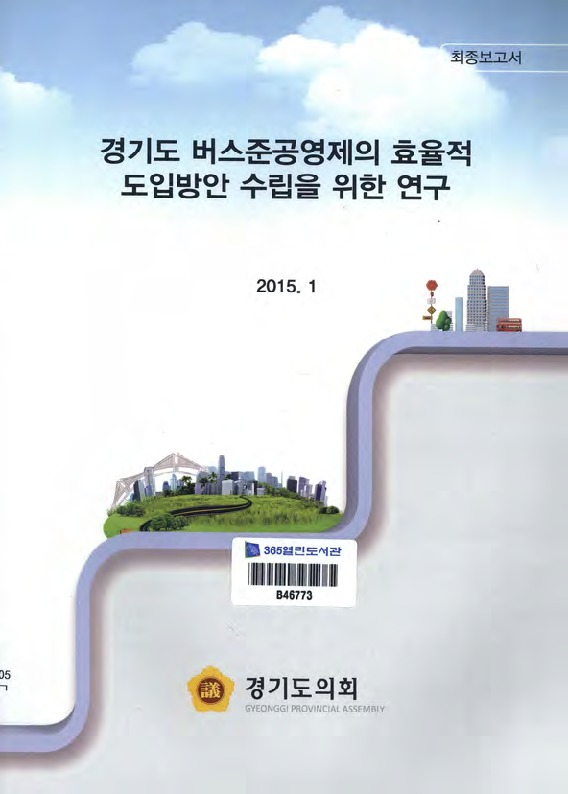 최종보고서
경기도 버스준공영제의 효율적
도입방안 수립을 위한 연구
2015. 1
365열린도서관
B46773
05
ㄱ
경기도의회
GYEONGGI PROVINCIAL ASSEMBLY